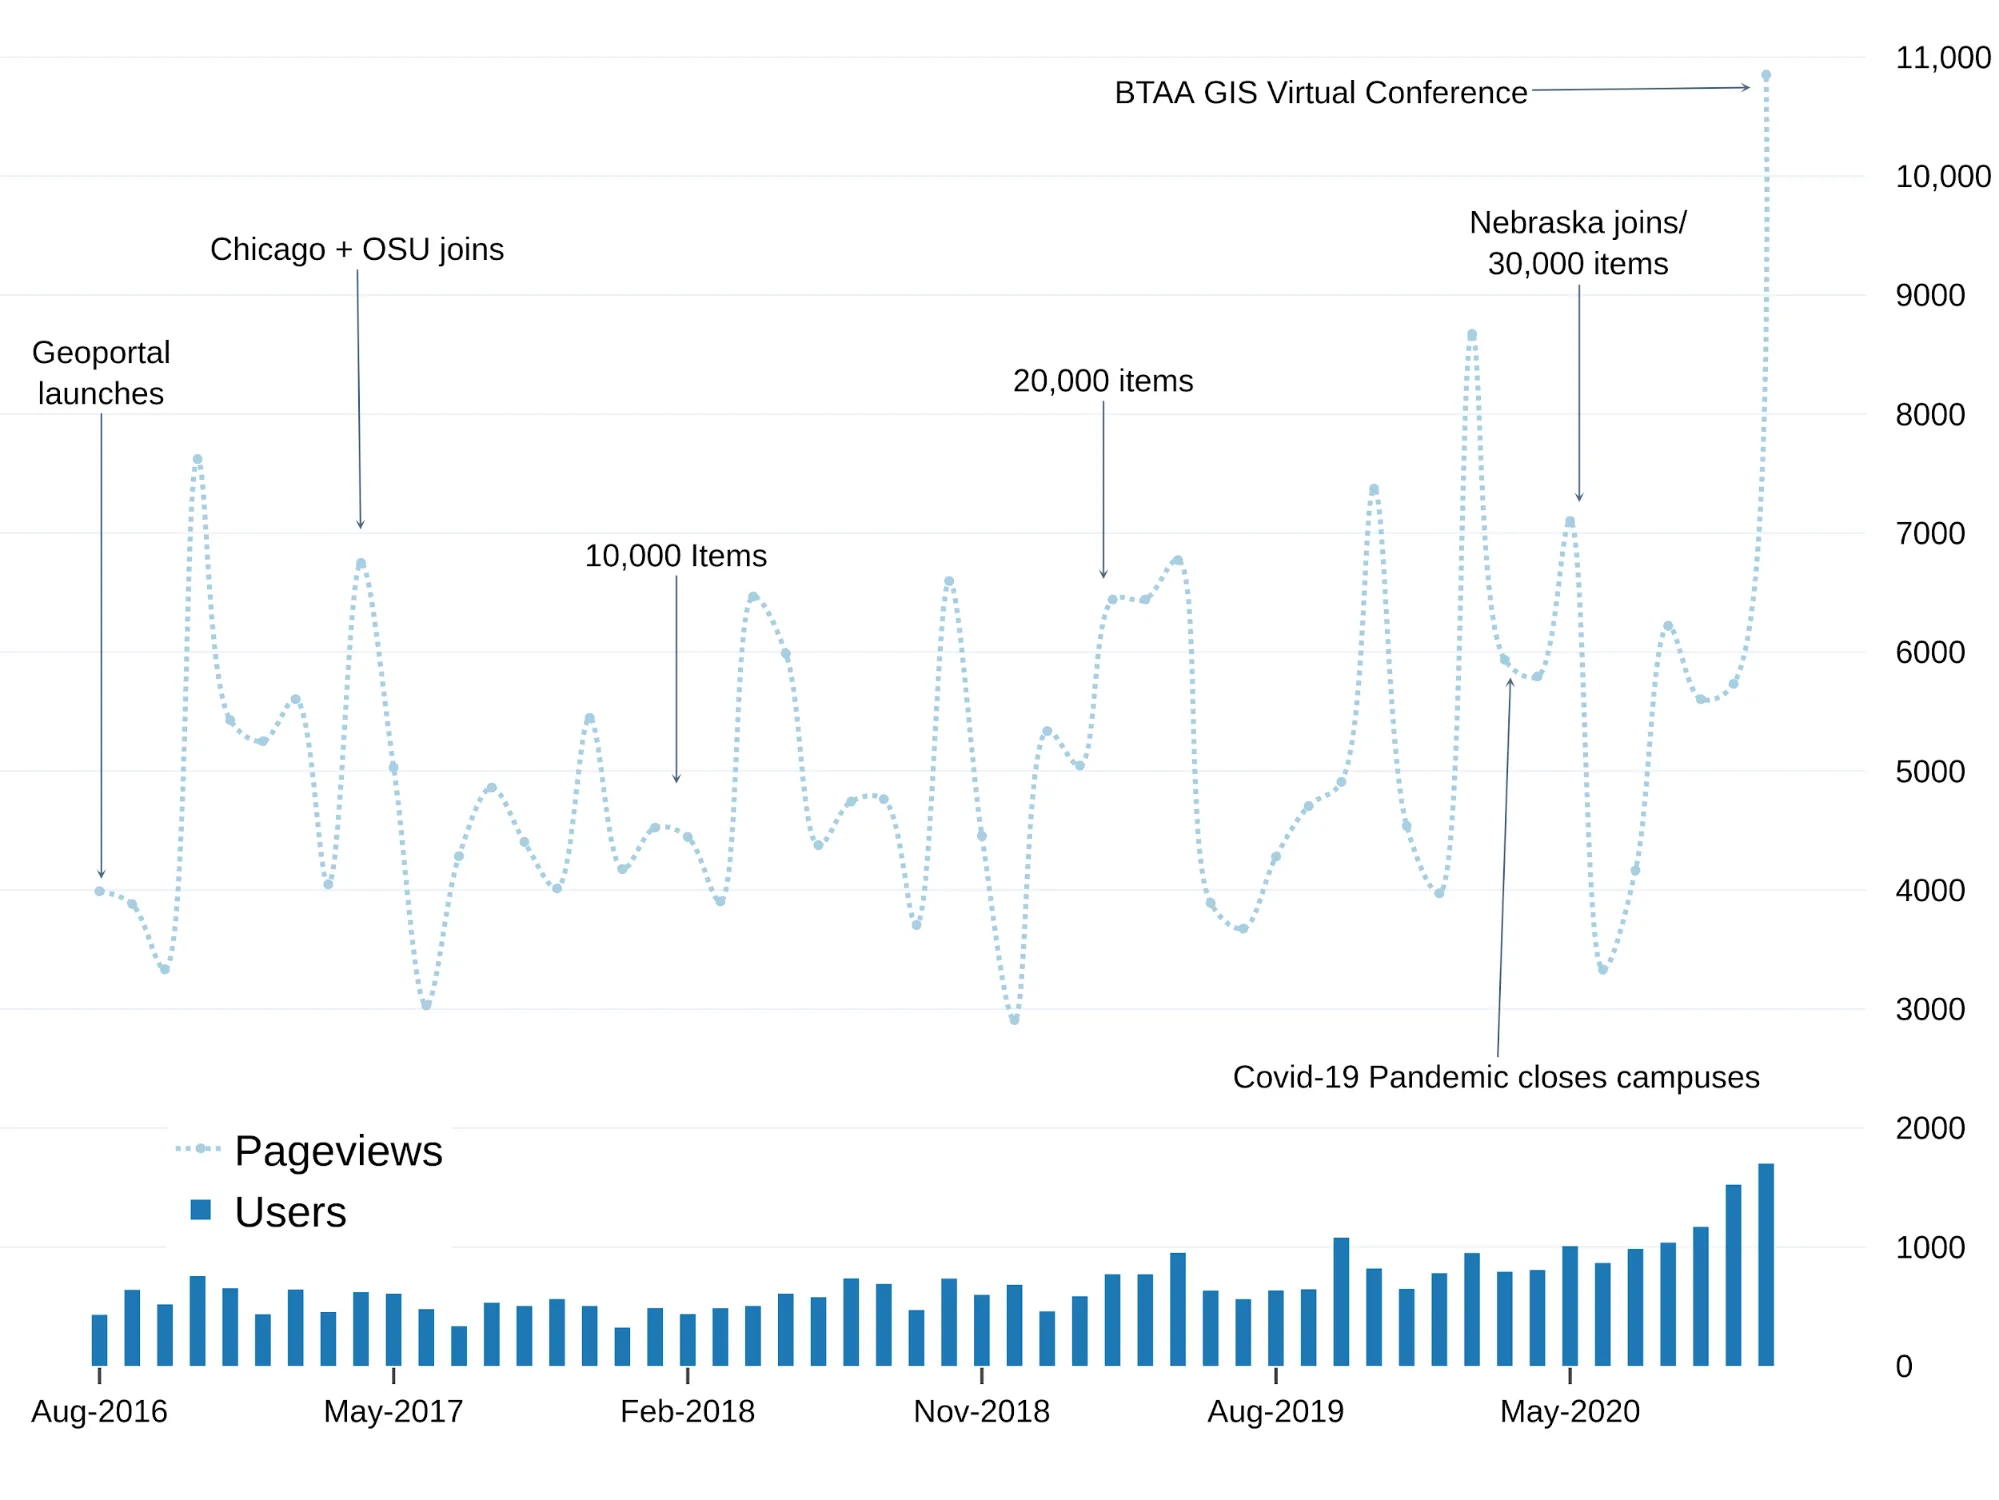 11,000
BTAA GIS Virtual Conference
10,000
Nebraska joins/
30,000 items
Chicago + OSU joins
9000
Geoportal
launches
20,000 items
8000
7000
10,000 Items
6000
5000
4000
3000
Covid-19 Pandemic closes campuses
2000
Pageviews
Users
1000
0
Aug-2016 May-2017 Feb-2018 Nov-2018 Aug-2019 May-2020